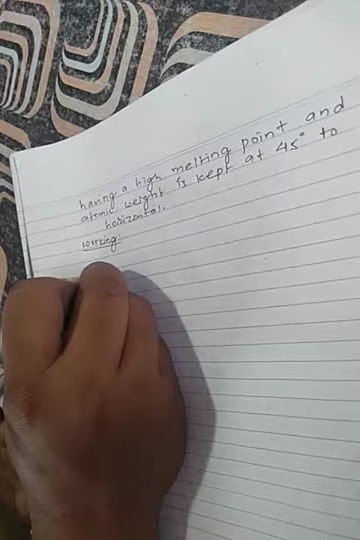 having a high melting point and
atomic weight is kept at 45° to
horizontal.
Working: